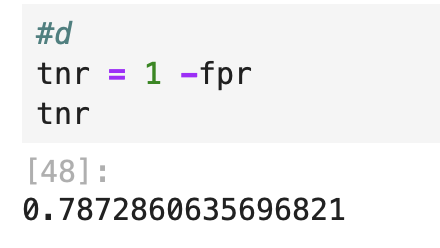 #d
tnr = 1 -fpr
tnr
[48]:
0.7872860635696821